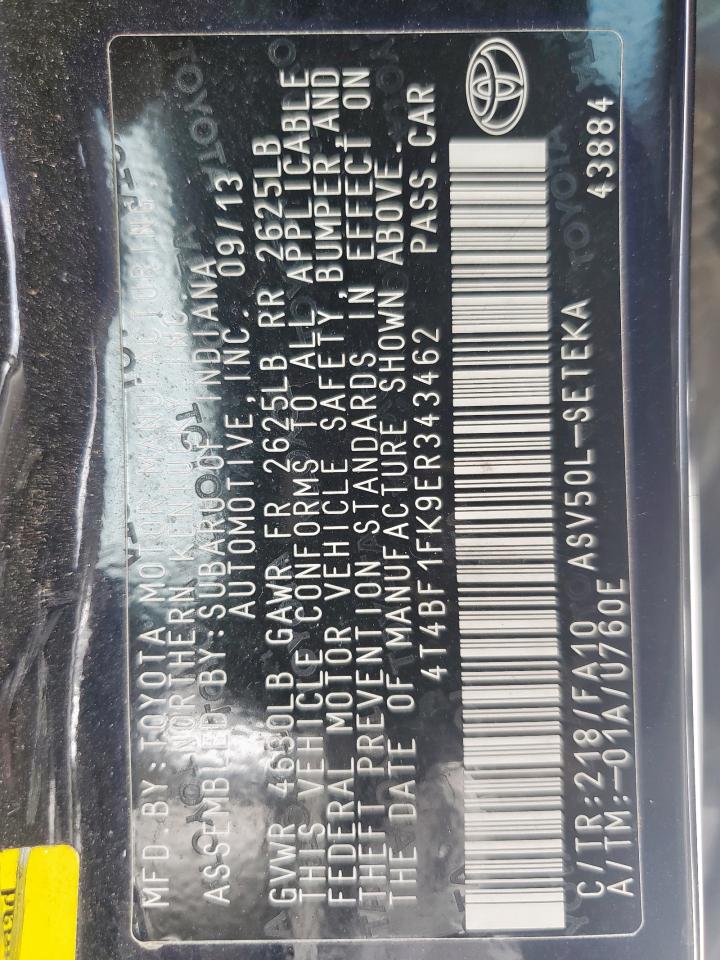 MFD BY:TOYOTA MOTOR MANUFACTURING,
NORTHERN KENTUCKY, INC.
ASSEMBLED BY:SUBARU OF INDIANA
AUTOMOTIVE,INC. 09/13
GVWR 4630LB GAWR FR 2625LB RR 2625LB
THIS VEHICLE CONFORMS TO ALL APPLICABLE
FEDERAL MOTOR VEHICLE SAFETY, BUMPER,AND
THEFT PREVENTION STANDARDS IN EFFECT ON
THE DATE OF MANUFACTURE SHOWN ABOVE.
4T4BF1FK9ER343462 PASS.CAR
C/TR:218/FA10 ASV50L-SETEKA 43884
A/TM:-01A/U760E